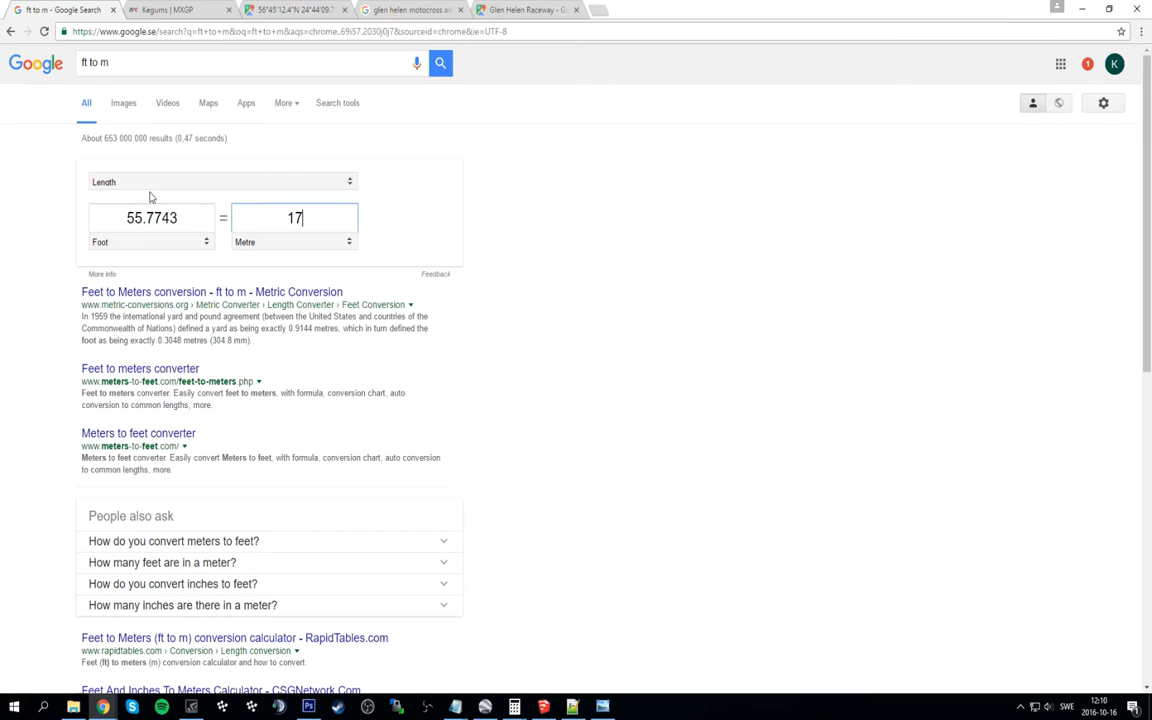 ft to m - Google Search
Kegums | MXGP
56°45'12.4"N 24°44'09.7
glen helen motocross ad
Glen Helen Raceway - Go
https://www.google.se/search?q=ft+to+m&oq=ft+to+m&aqs=chrome..69i57.2030j0j7&sourceid=chrome&ie=UTF-8
Google
ft to m
1
K
All
Images
Videos
Maps
Apps
More
Search tools
About 653 000 000 results (0,47 seconds)
Length
55.7743
=
17
Foot
Metre
More info
Feedback
Feet to Meters conversion - ft to m - Metric Conversion
www.metric-conversions.org › Metric Converter › Length Converter › Feet Conversion
In 1959 the international yard and pound agreement (between the United States and countries of the
Commonwealth of Nations) defined a yard as being exactly 0.9144 metres, which in turn defined the
foot as being exactly 0.3048 metres (304.8 mm).
Feet to meters converter
www.meters-to-feet.com/feet-to-meters.php
Feet to meters converter. Easily convert feet to meters, with formula, conversion chart, auto
conversion to common lengths, more.
Meters to feet converter
www.meters-to-feet.com/
Meters to feet converter. Easily convert Meters to feet, with formula, conversion chart, auto conversion
to common lengths, more.
People also ask
How do you convert meters to feet?
How many feet are in a meter?
How do you convert inches to feet?
How many inches are there in a meter?
Feet to Meters (ft to m) conversion calculator - RapidTables.com
www.rapidtables.com › Conversion › Length conversion
Feet (ft) to meters (m) conversion calculator and how to convert.
Feet And Inches To Meters Calculator - CSGNetwork.Com
SWE
12:10
2016-10-16